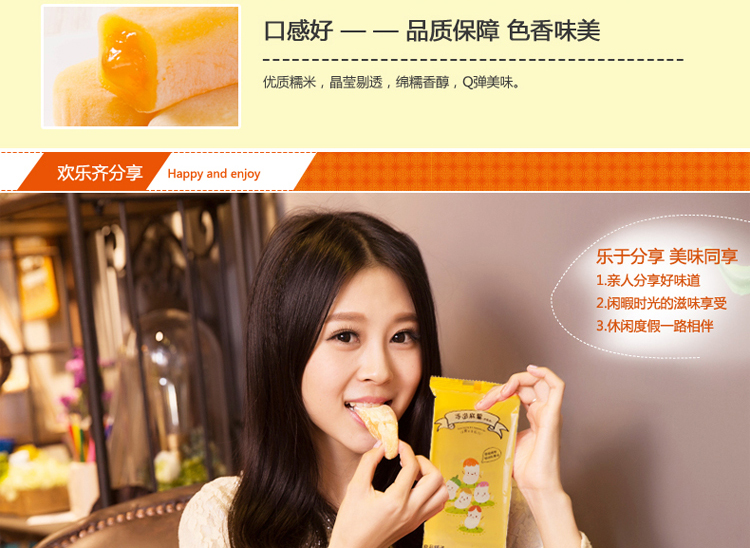 口感好 — — 品质保障 色香味美
优质糯米，晶莹剔透，绵糯香醇，Q弹美味。
欢乐齐分享 Happy and enjoy
乐于分享 美味同享
1.亲人分享好味道
2.闲暇时光的滋味享受
3.休闲度假一路相伴